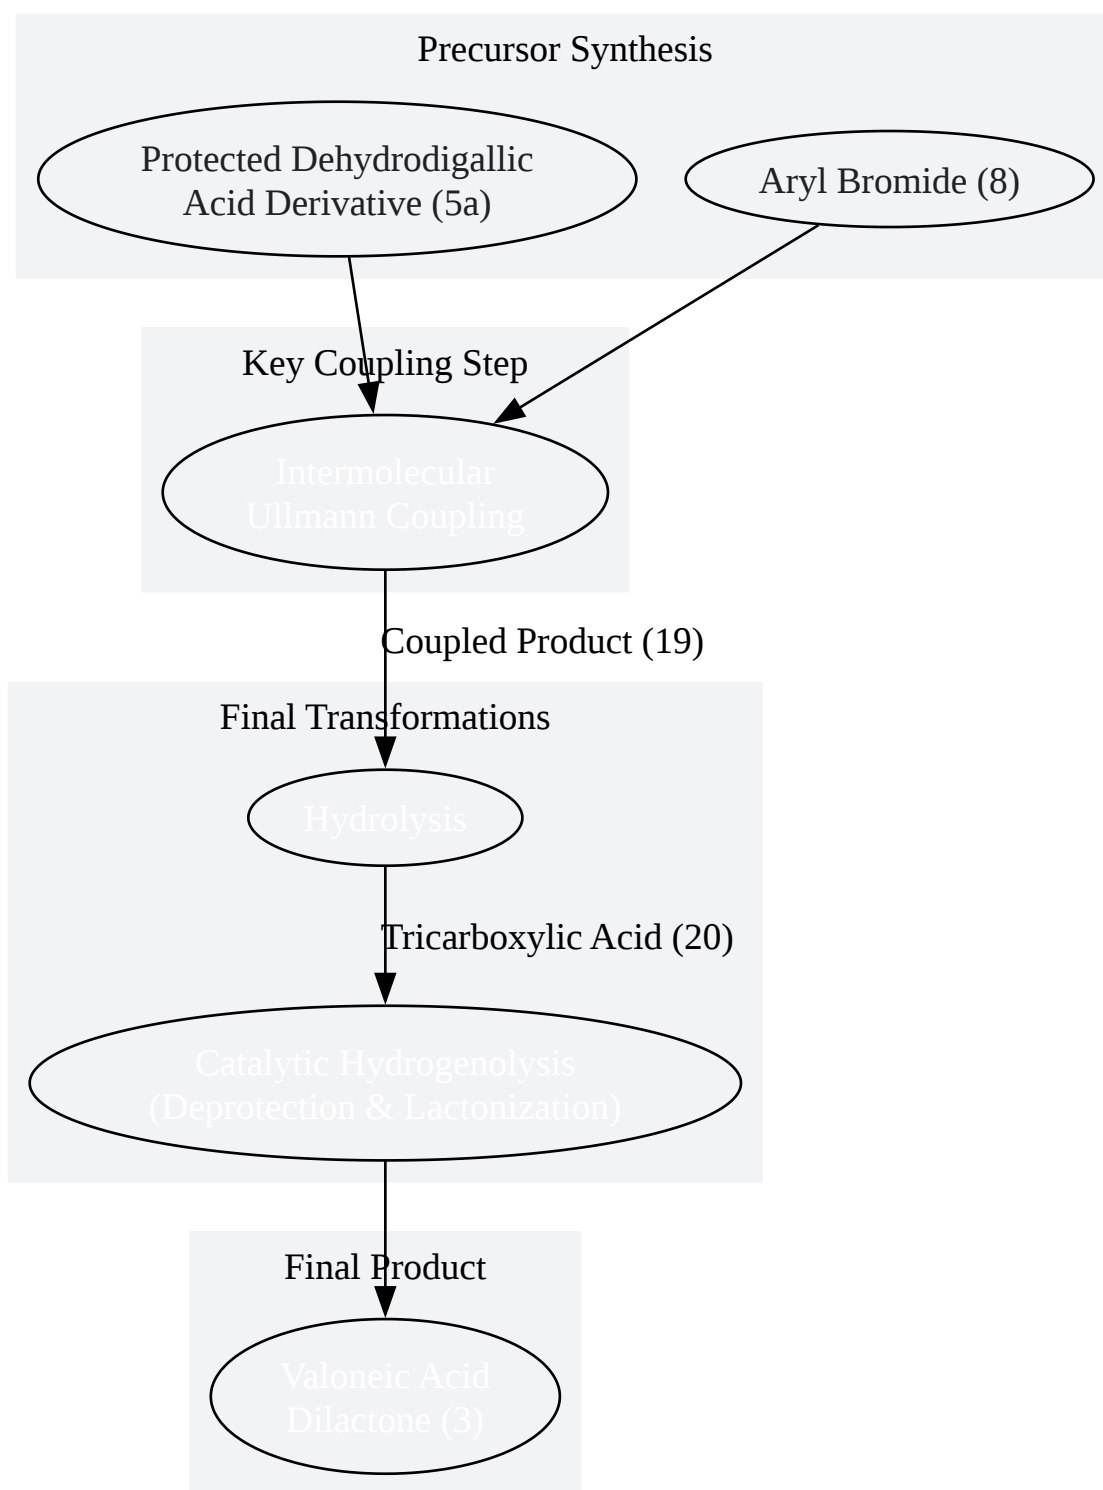 Precursor Synthesis
Protected Dehydrodigallic
Acid Derivative (5a)
Aryl Bromide (8)
Key Coupling Step
Intermolecular
Ullmann Coupling
Coupled Product (19)
Final Transformations
Hydrolysis
Tricarboxylic Acid (20)
Catalytic Hydrogenolysis
(Deprotection & Lactonization)
Final Product
Valoneic Acid
Dilactone (3)